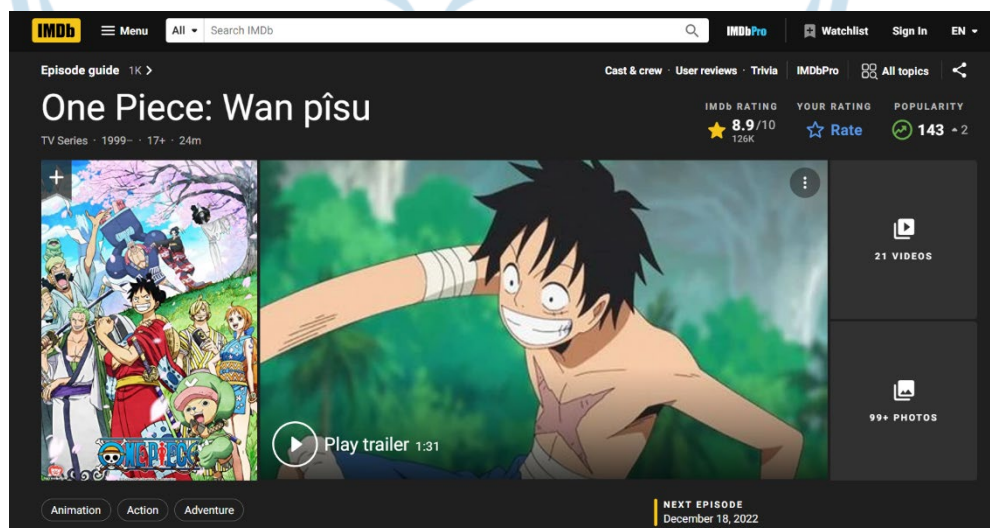 IMDb Menu All Search IMDb IMDbPro Watchlist Sign In EN
Episode guide 1K Cast & crew · User reviews · Trivia IMDbPro All topics
One Piece: Wan pîsu
IMDb RATING YOUR RATING POPULARITY
8.9/10 Rate 143 2
126K
TV Series · 1999– · 17+ · 24m
21 VIDEOS
99+ PHOTOS
ONE PIECE
Play trailer 1:31
Animation Action Adventure
NEXT EPISODE
December 18, 2022